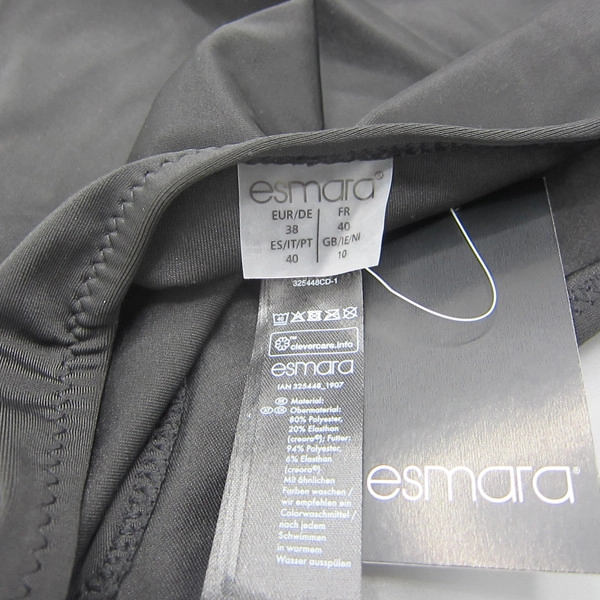 esmara®
EUR/DE FR
38 40
ES/IT/PT GB/IE/NI
40 10
325448CD-1
™
clevercare.info
esmara
IAN 325448_1907
Material:
Obermaterial:
80% Polyester,
20% Elasthan
(creora®); Futter:
94% Polyester,
6% Elasthan
(creora®)
Mit ähnlichen
Farben waschen /
wir empfehlen ein
Colorwaschmittel /
nach jedem
Schwimmen
in warmem
Wasser ausspülen
esmara®